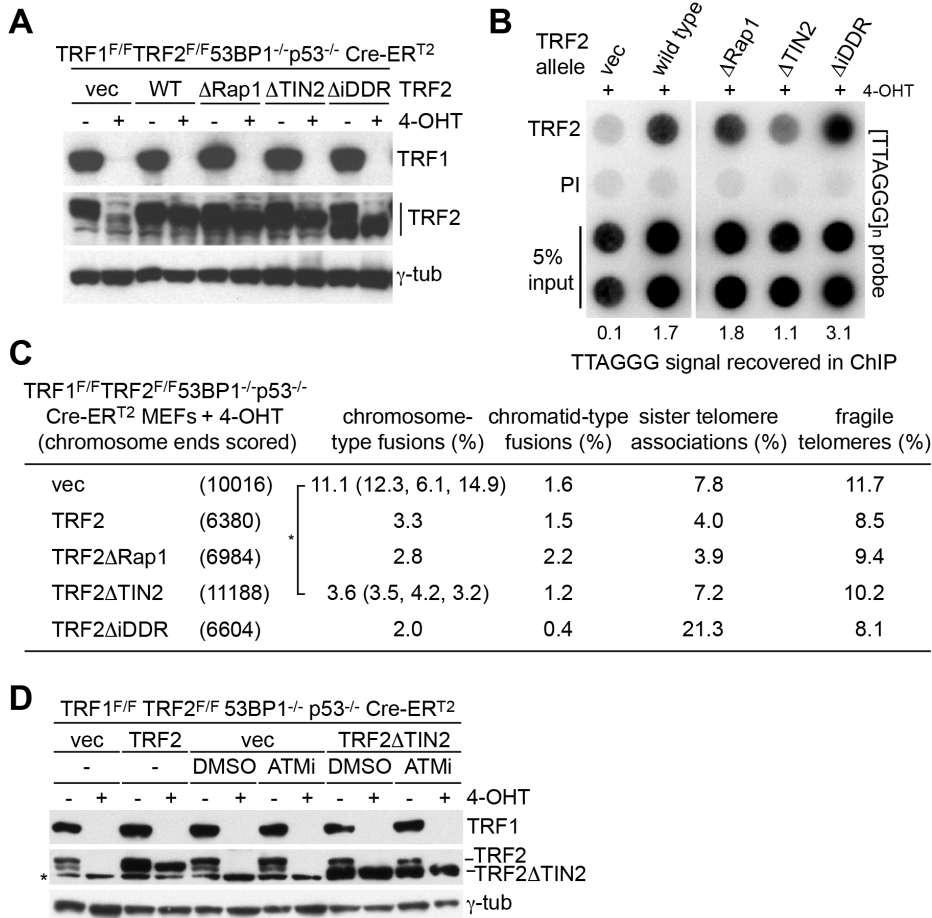 A
TRF1F/FTRF2F/F53BP1-/-p53-/- Cre-ERT2
vec WT ΔRap1 ΔTIN2 ΔiDDR TRF2
- + - + - + - + - + 4-OHT
TRF1
TRF2
γ-tub
B
TRF2 allele
vec wild type ΔRap1 ΔTIN2 ΔiDDR
+ + + + + 4-OHT
TRF2
PI
5% input
[TTAGGG]n probe
0.1 1.7 1.8 1.1 3.1
TTAGGG signal recovered in ChIP
C
TRF1F/FTRF2F/F53BP1-/-p53-/-
Cre-ERT2 MEFs + 4-OHT chromosome- chromatid-type sister telomere fragile
(chromosome ends scored) type fusions (%) fusions (%) associations (%) telomeres (%)
vec (10016) 11.1 (12.3, 6.1, 14.9) 1.6 7.8 11.7
TRF2 (6380) 3.3 1.5 4.0 8.5
*
TRF2ΔRap1 (6984) 2.8 2.2 3.9 9.4
TRF2ΔTIN2 (11188) 3.6 (3.5, 4.2, 3.2) 1.2 7.2 10.2
TRF2ΔiDDR (6604) 2.0 0.4 21.3 8.1
D
TRF1F/F TRF2F/F 53BP1-/- p53-/- Cre-ERT2
vec TRF2 vec TRF2ΔTIN2
- - DMSO ATMi DMSO ATMi
- + - + - + - + - + - + 4-OHT
TRF1
TRF2
* TRF2ΔTIN2
γ-tub